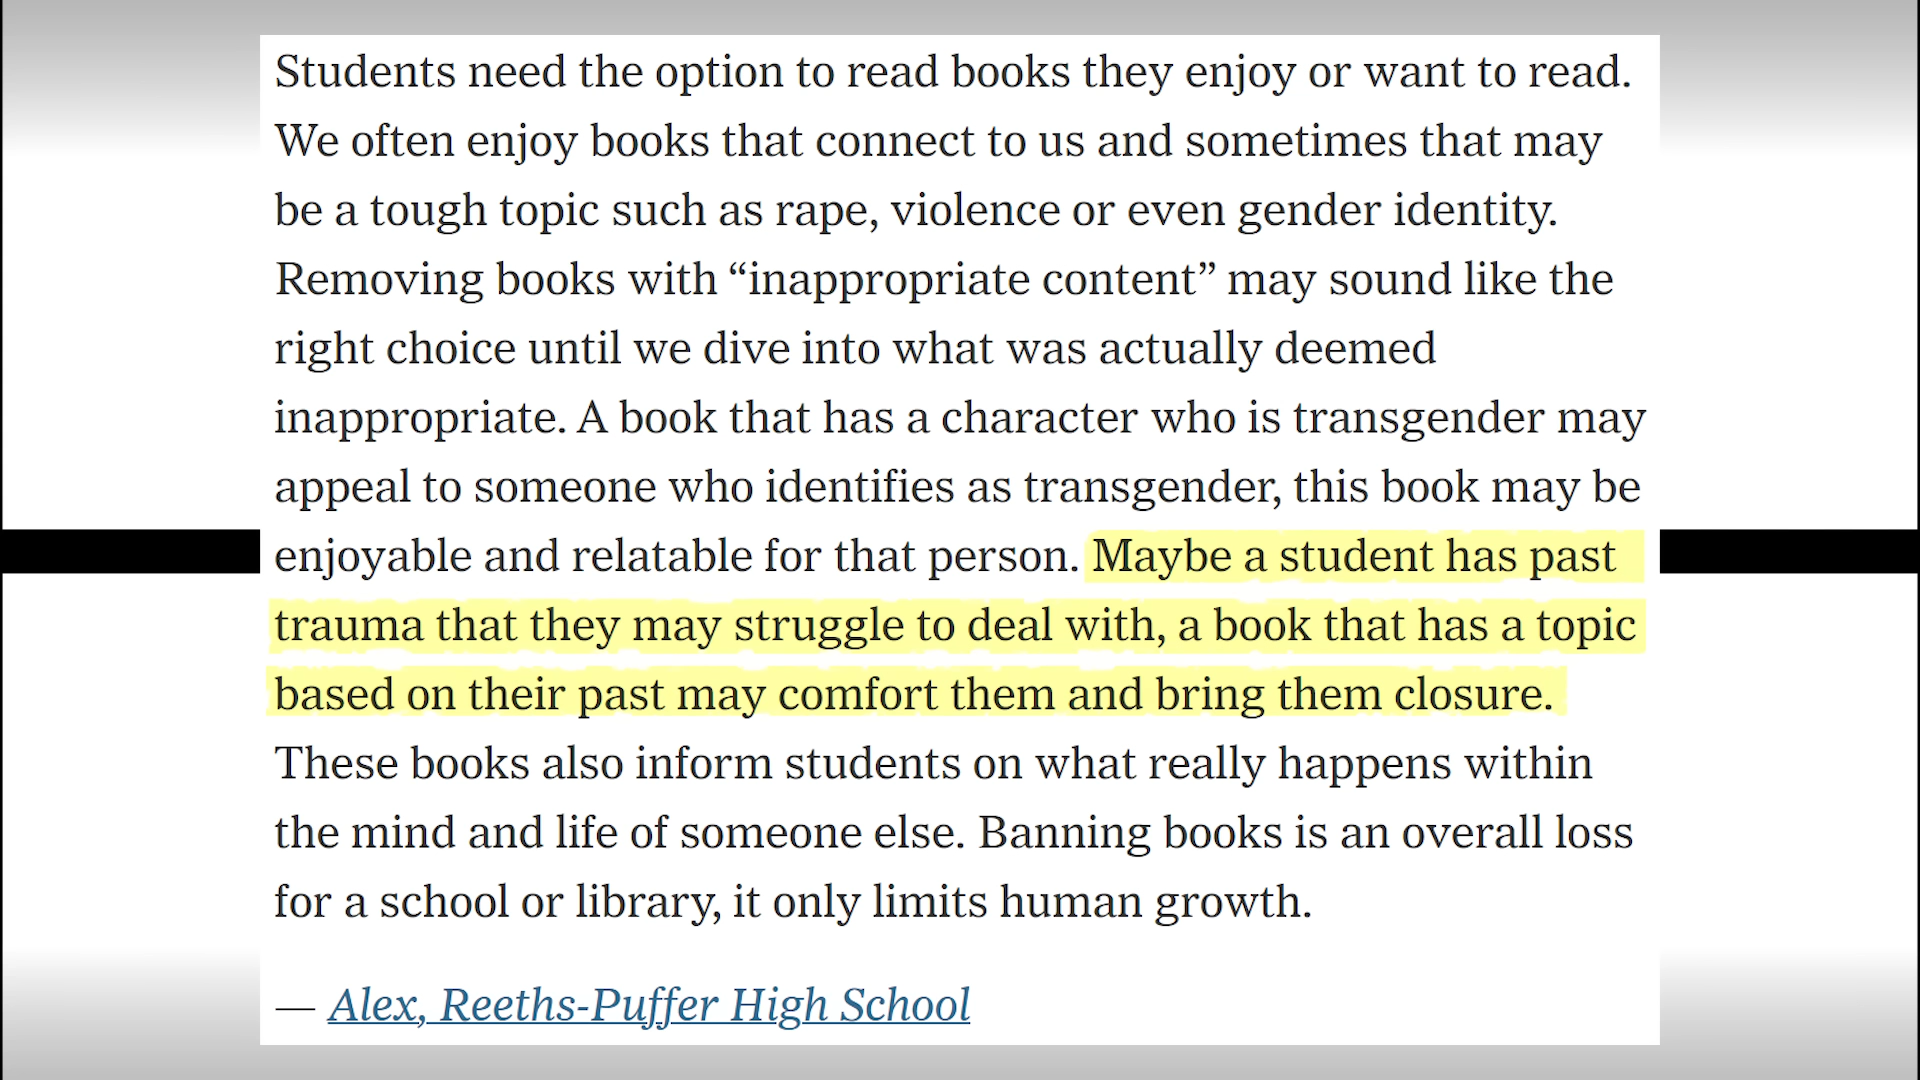 Students need the option to read books they enjoy or want to read.
We often enjoy books that connect to us and sometimes that may
be a tough topic such as rape, violence or even gender identity.
Removing books with “inappropriate content” may sound like the
right choice until we dive into what was actually deemed
inappropriate. A book that has a character who is transgender may
appeal to someone who identifies as transgender, this book may be
enjoyable and relatable for that person. Maybe a student has past
trauma that they may struggle to deal with, a book that has a topic
based on their past may comfort them and bring them closure.
These books also inform students on what really happens within
the mind and life of someone else. Banning books is an overall loss
for a school or library, it only limits human growth.
— Alex, Reeths-Puffer High School